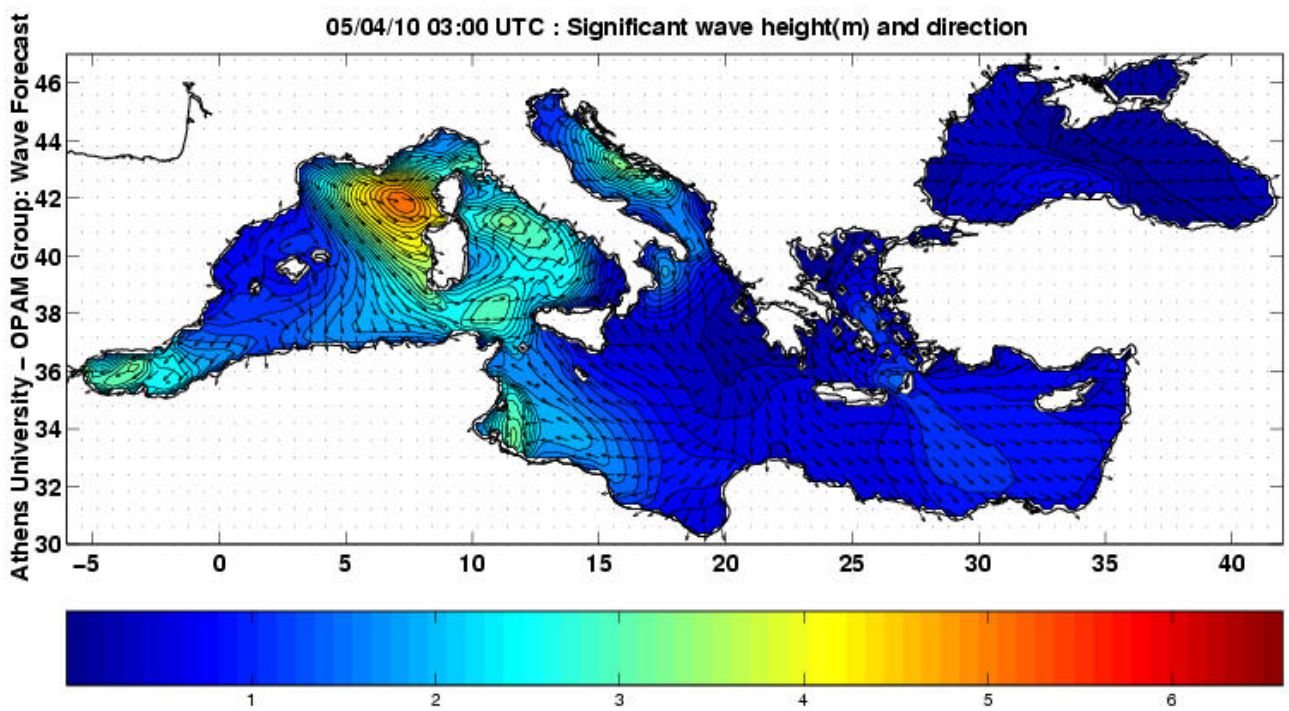 05/04/10 03:00 UTC : Significant wave height(m) and direction
Athens University – OPAM Group: Wave Forecast
46
44
42
40
38
36
34
32
30
−5 0 5 10 15 20 25 30 35 40
1 2 3 4 5 6